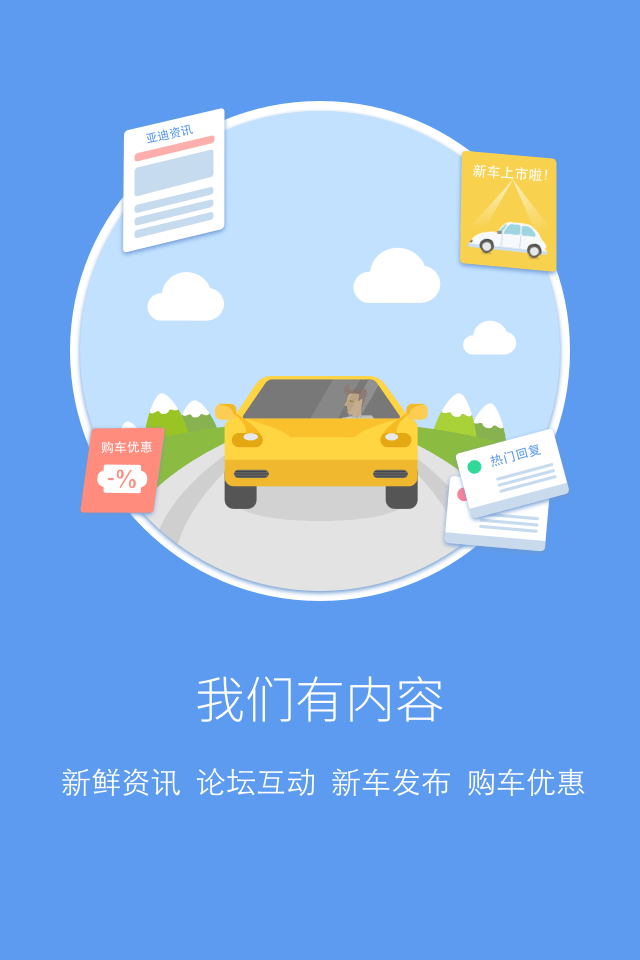 亚迪资讯
新车上市啦!
购车优惠
-%
热门回复
我们有内容
新鲜资讯 论坛互动 新车发布 购车优惠